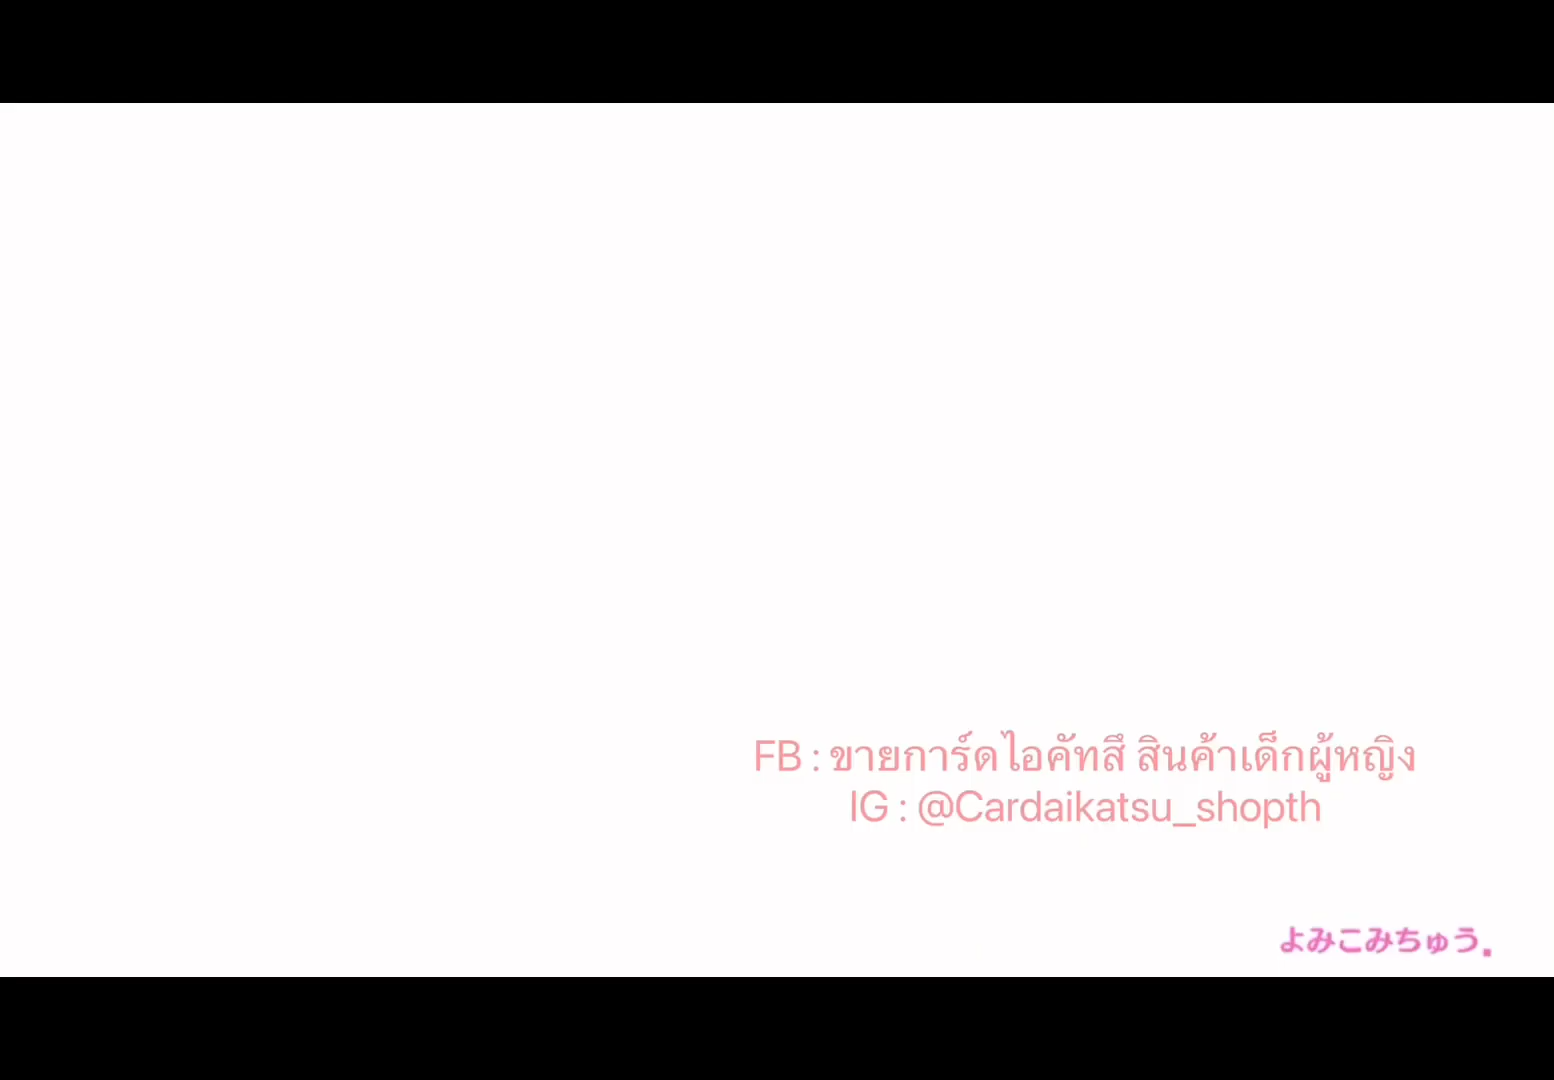 FB : ขายการ์ดไอคัทสึ สินค้าเด็กผู้หญิง
IG : @Cardaikatsu_shopth
よみこみちゅう.